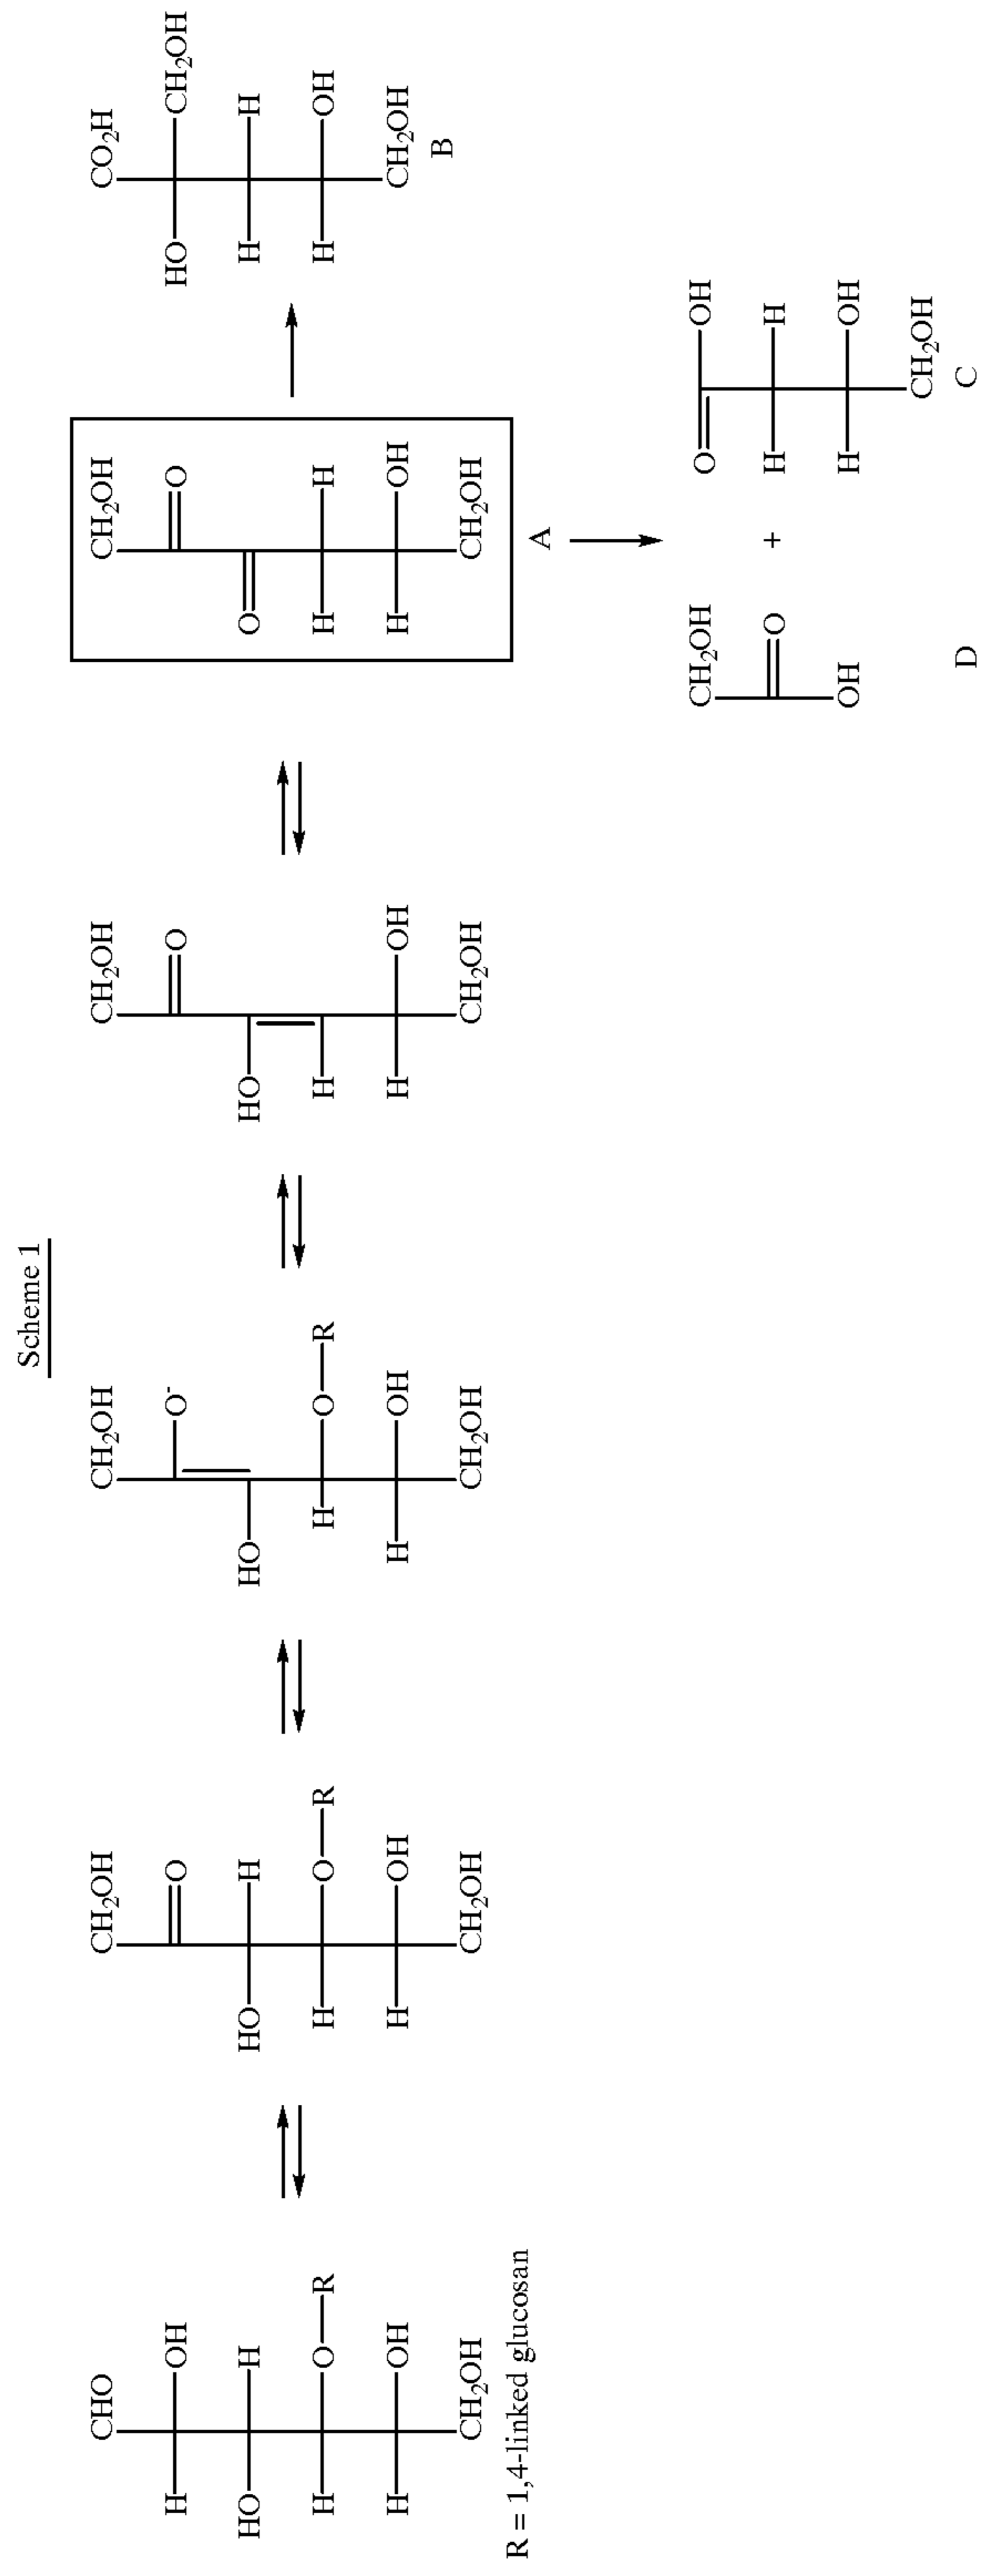 Scheme 1
CHO
H OH
HO H
H O R
H OH
CH₂OH
R = 1,4-linked glucosan
CH₂OH
O
HO H
H O R
H OH
CH₂OH
CH₂OH
O⁻
HO
H O R
H OH
CH₂OH
CH₂OH
O
HO
H
H OH
CH₂OH
CH₂OH
O
O
H H
H OH
CH₂OH
A
CO₂H
HO CH₂OH
H H
H OH
CH₂OH
B
CH₂OH
O
OH
D
+
O OH
H H
H OH
CH₂OH
C